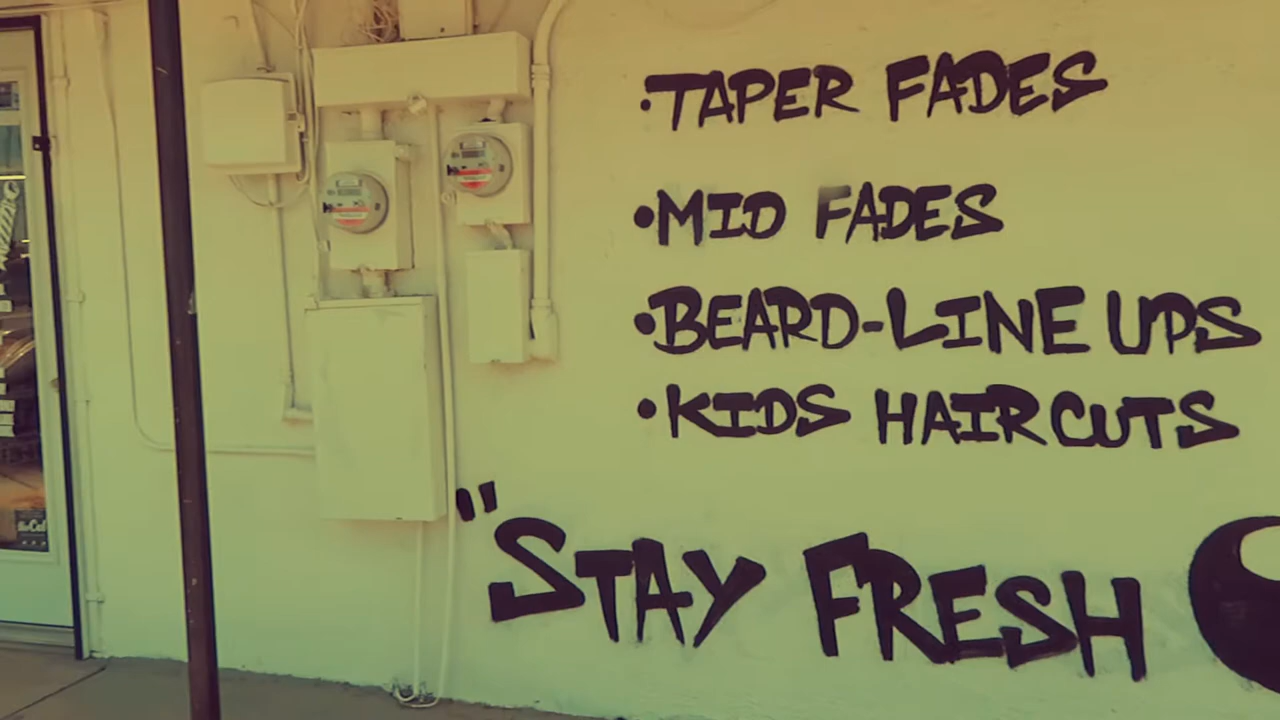 •TAPER FADES
•MID FADES
•BEARD-LINE UPS
•KIDS HAIRCUTS
"STAY FRESH